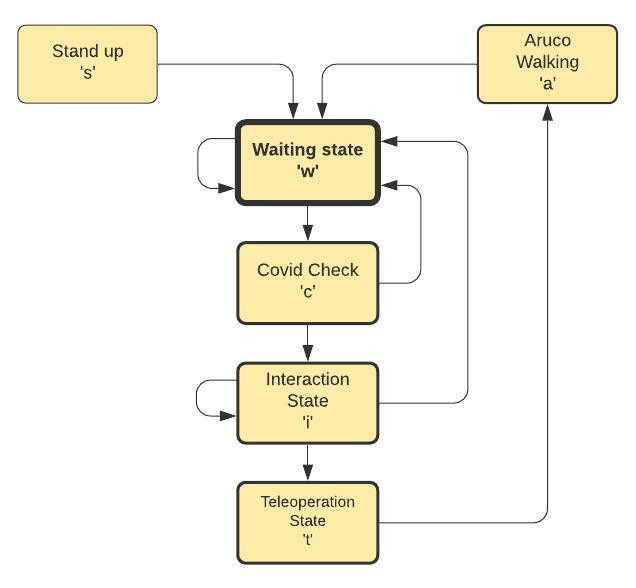 Stand up
's'
Aruco
Walking
'a'
Waiting state
'w'
Covid Check
'c'
Interaction
State
'i'
Teleoperation
State
't'